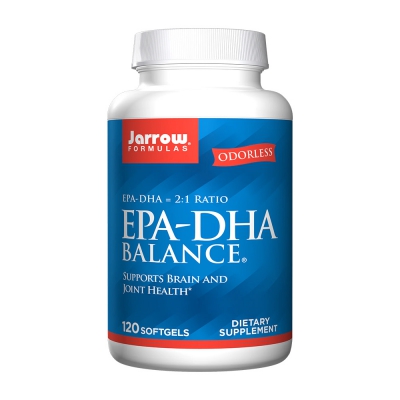 Jarrow
FORMULAS
ODORLESS
EPA-DHA = 2:1 RATIO
EPA-DHA
BALANCE®
SUPPORTS BRAIN AND
JOINT HEALTH*
120 SOFTGELS
DIETARY
SUPPLEMENT